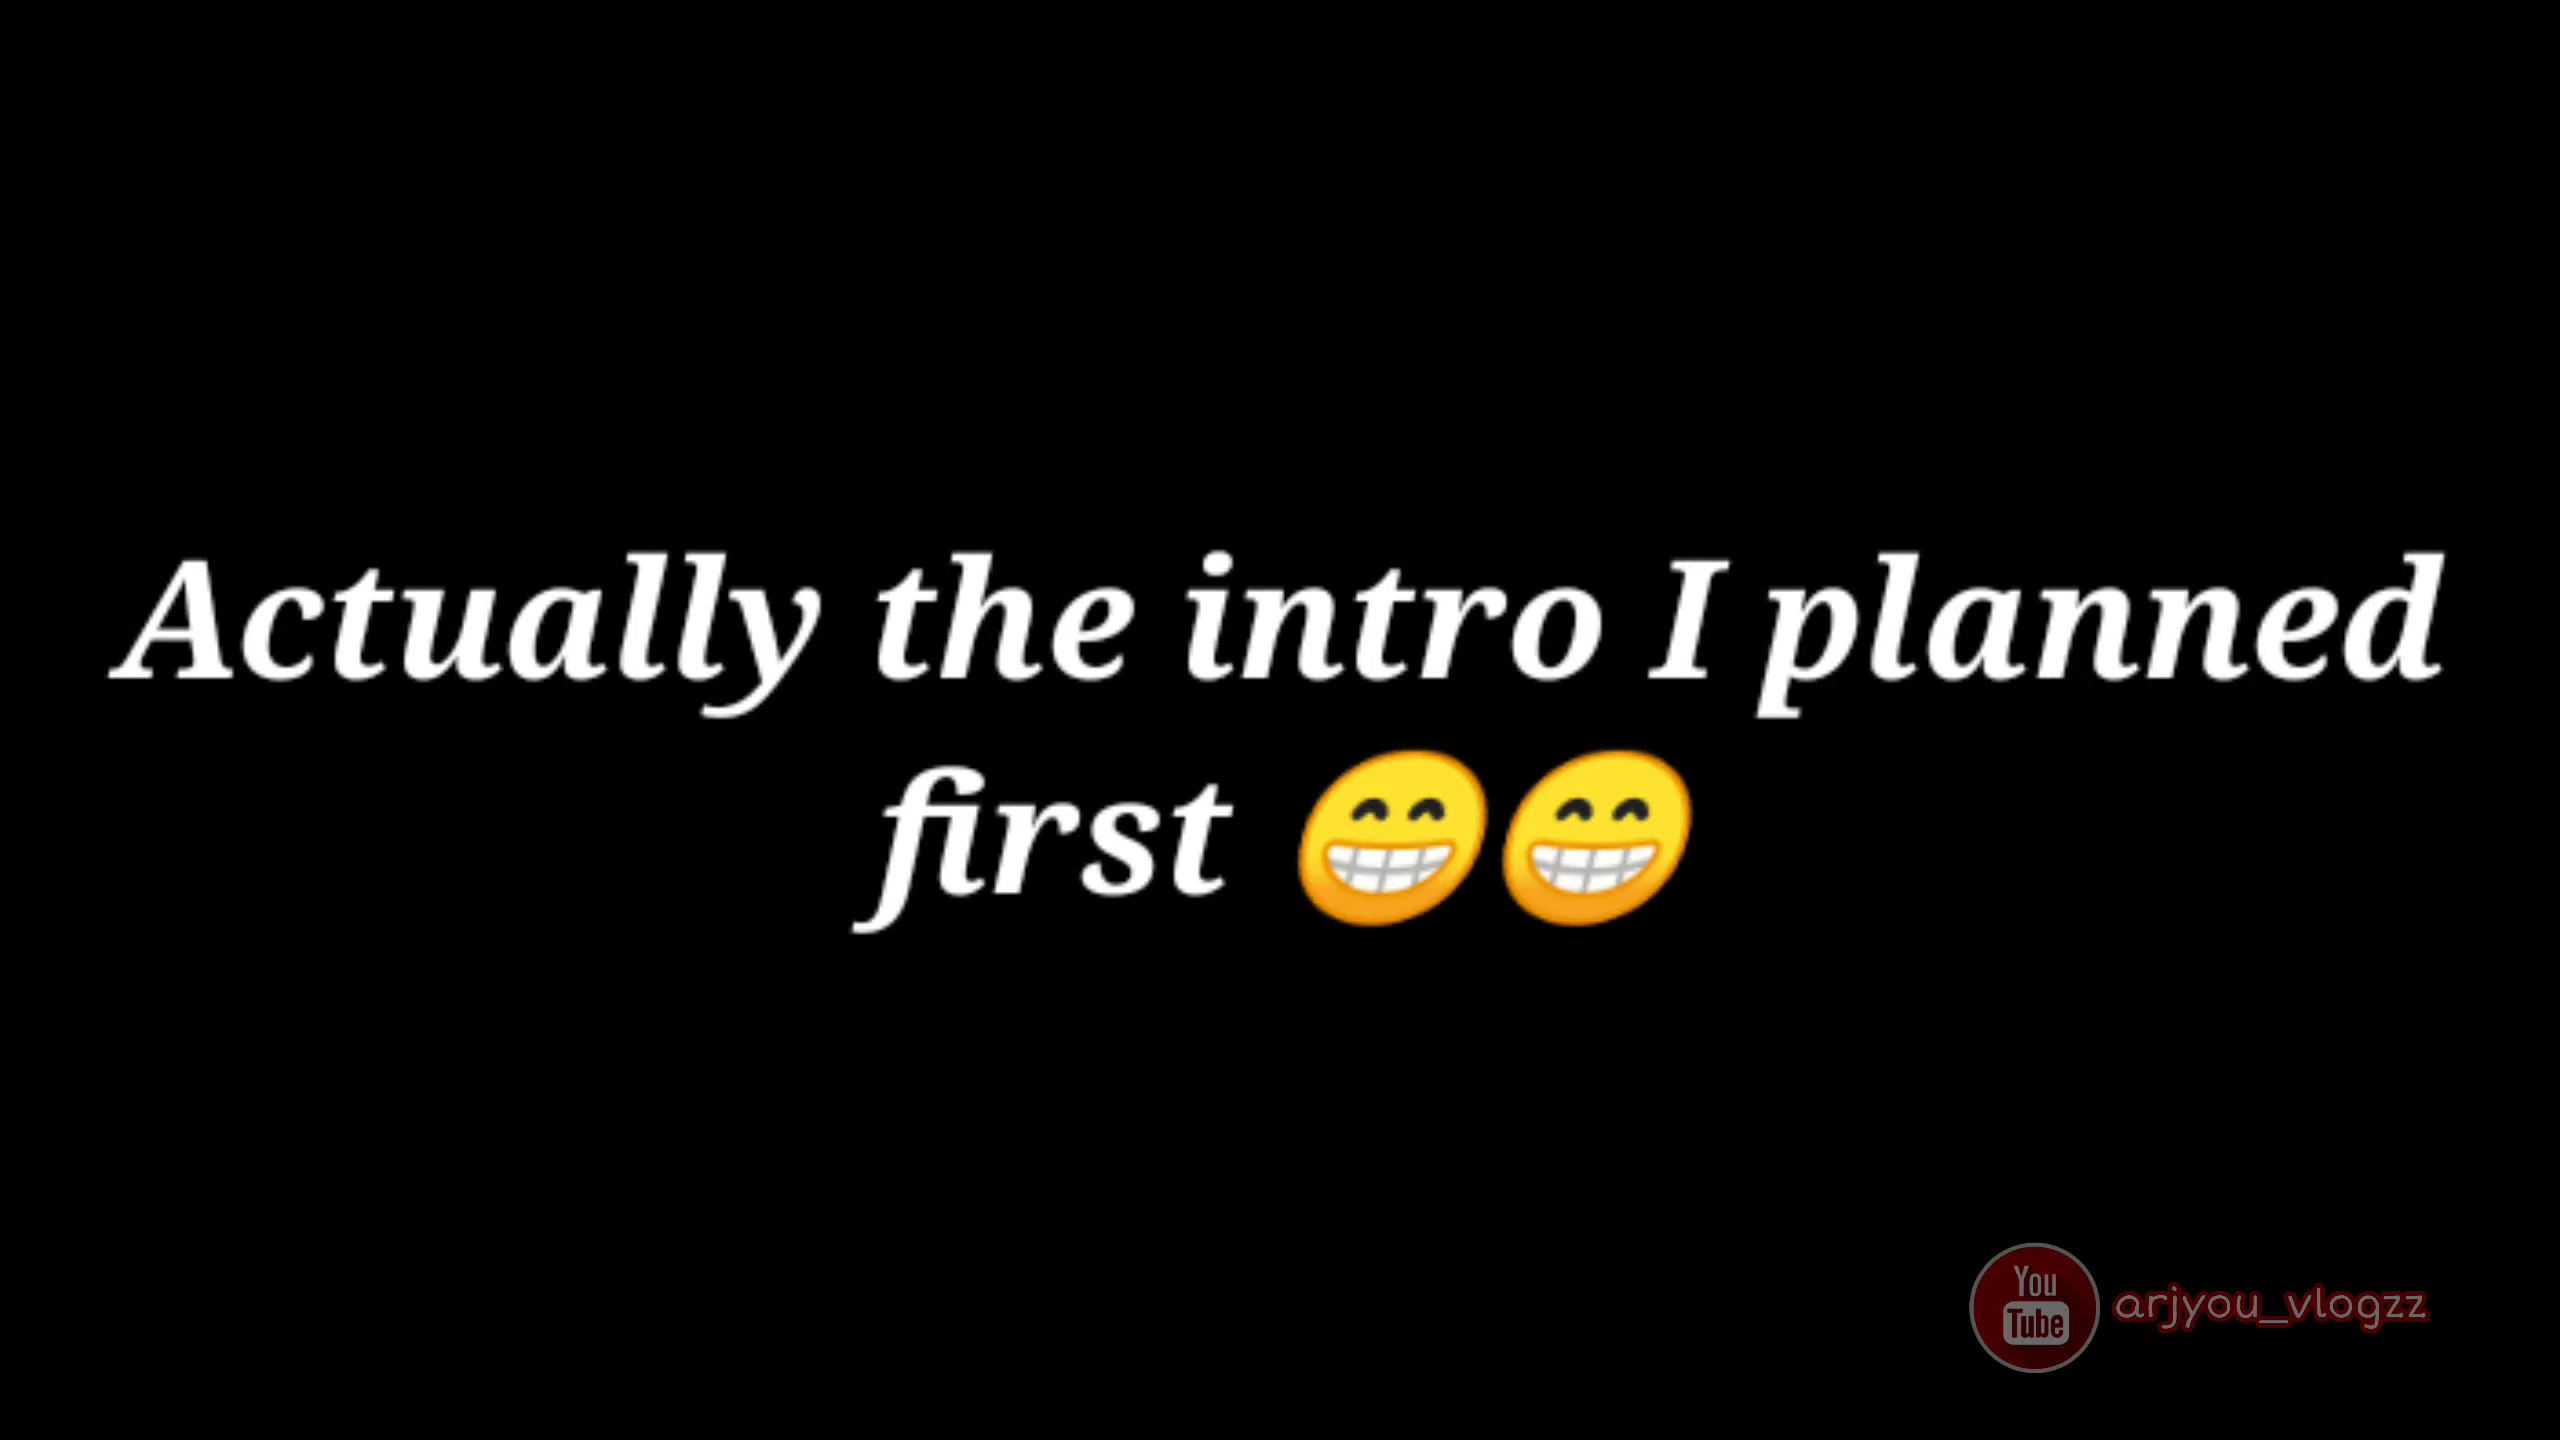 Actually the intro I planned
first 😁😁
You
Tube
arjyou_vlogzz